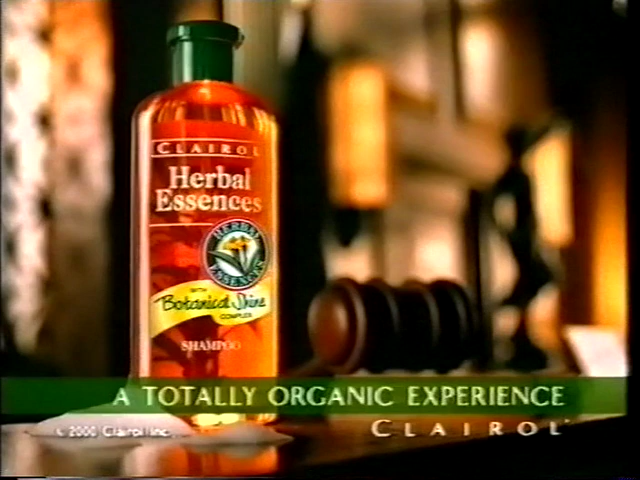 CLAIROL
Herbal
Essences
HERBAL
ESSENCES
WITH
Botanical Shine
COMPLEX
SHAMPOO
A TOTALLY ORGANIC EXPERIENCE
© 2000 Clairol Inc.
CLAIROL